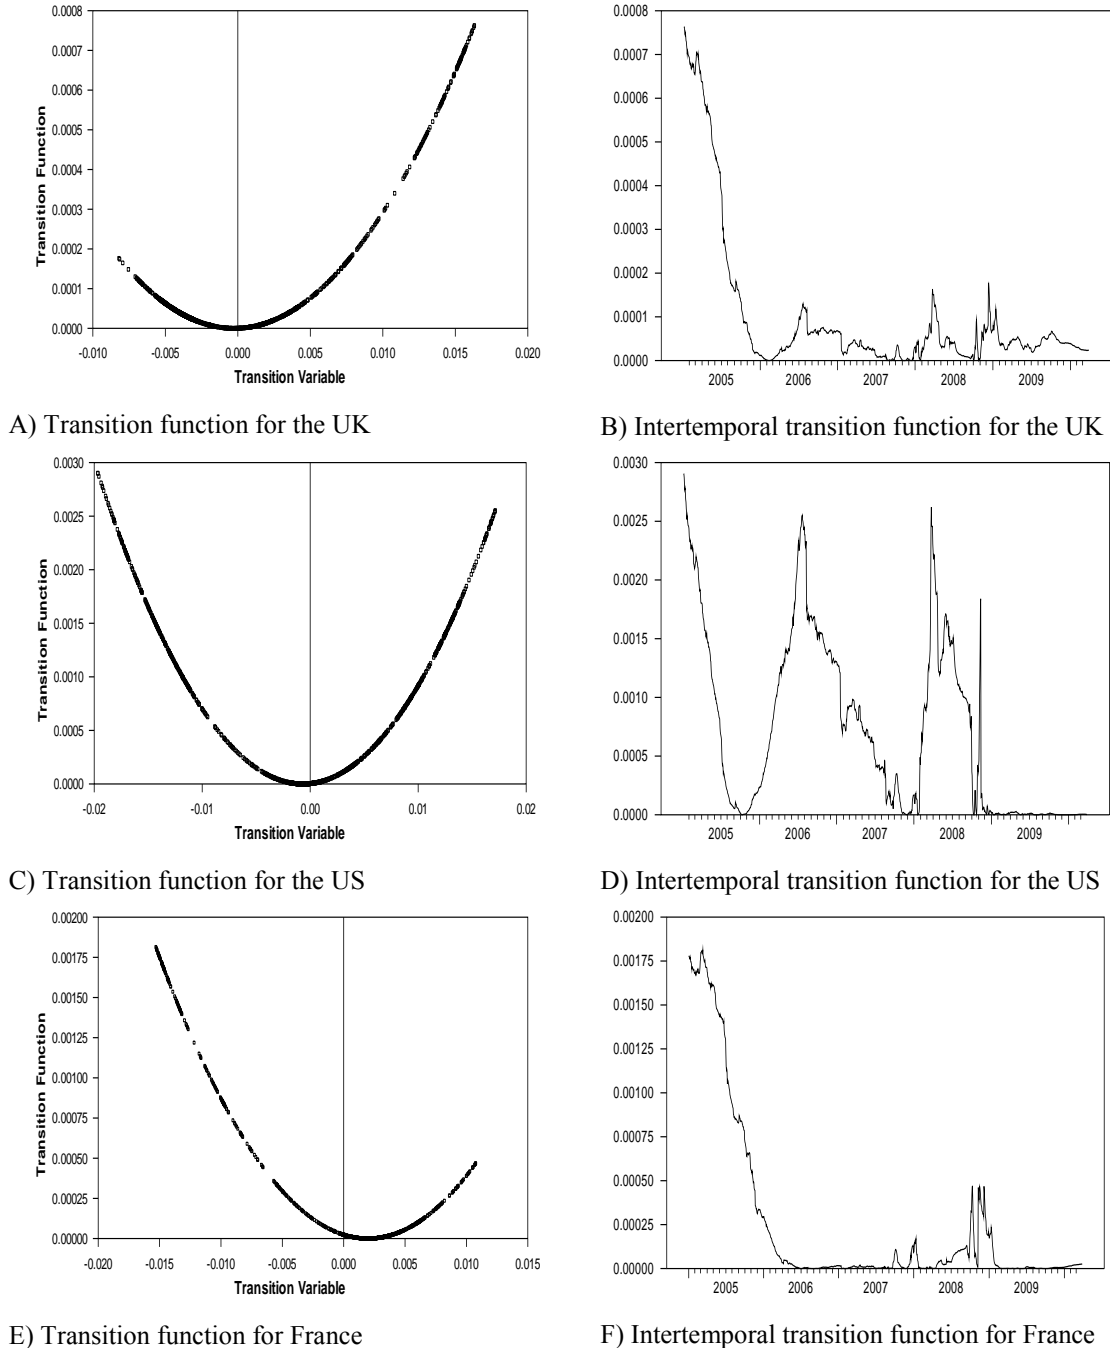 0.0008
0.0007
0.0006
0.0005
0.0004
0.0003
0.0002
0.0001
0.0000
Transition Function
-0.010 -0.005 0.000 0.005 0.010 0.015 0.020
Transition Variable
A) Transition function for the UK
0.0008
0.0007
0.0006
0.0005
0.0004
0.0003
0.0002
0.0001
0.0000
2005 2006 2007 2008 2009
B) Intertemporal transition function for the UK
0.0030
0.0025
0.0020
0.0015
0.0010
0.0005
0.0000
Transition Function
-0.02 -0.01 0.00 0.01 0.02
Transition Variable
C) Transition function for the US
0.0030
0.0025
0.0020
0.0015
0.0010
0.0005
0.0000
2005 2006 2007 2008 2009
D) Intertemporal transition function for the US
0.00200
0.00175
0.00150
0.00125
0.00100
0.00075
0.00050
0.00025
0.00000
Transition Function
-0.020 -0.015 -0.010 -0.005 0.000 0.005 0.010 0.015
Transition Variable
E) Transition function for France
0.00200
0.00175
0.00150
0.00125
0.00100
0.00075
0.00050
0.00025
0.00000
2005 2006 2007 2008 2009
F) Intertemporal transition function for France